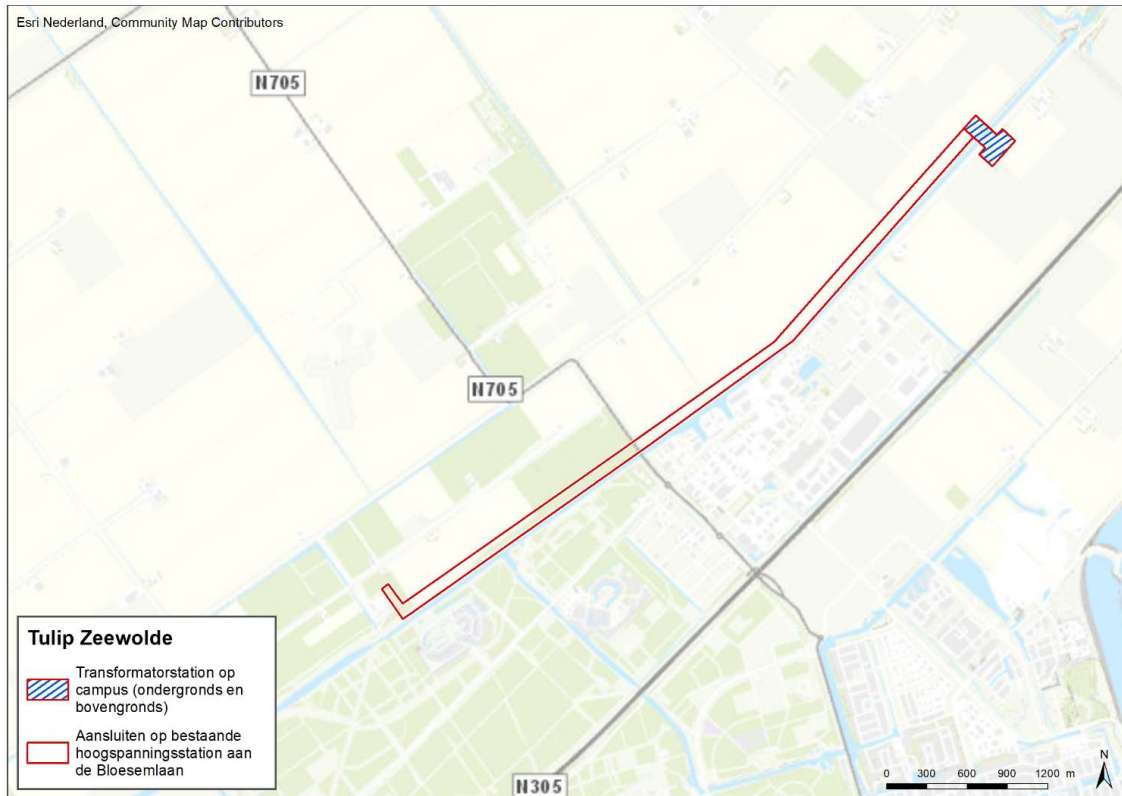 Esri Nederland, Community Map Contributors
N705
N705
Tulip Zeewolde
Transformatorstation op
campus (ondergronds en
bovengronds)
Aansluiten op bestaande
hoogspanningsstation aan
de Bloesemlaan
N305
N
0 300 600 900 1200 m